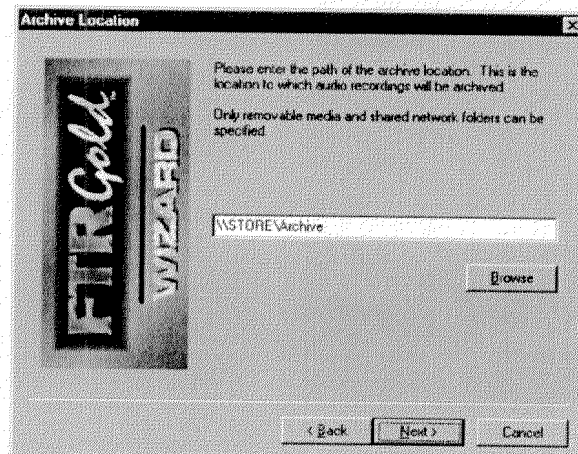 Archive Location
Please enter the path of the archive location. This is the
location to which audio recordings will be archived
Only removable media and shared network folders can be
specified
FTR Gold
WIZARD
\\STORE\Archive
Browse
< Back
Next >
Cancel